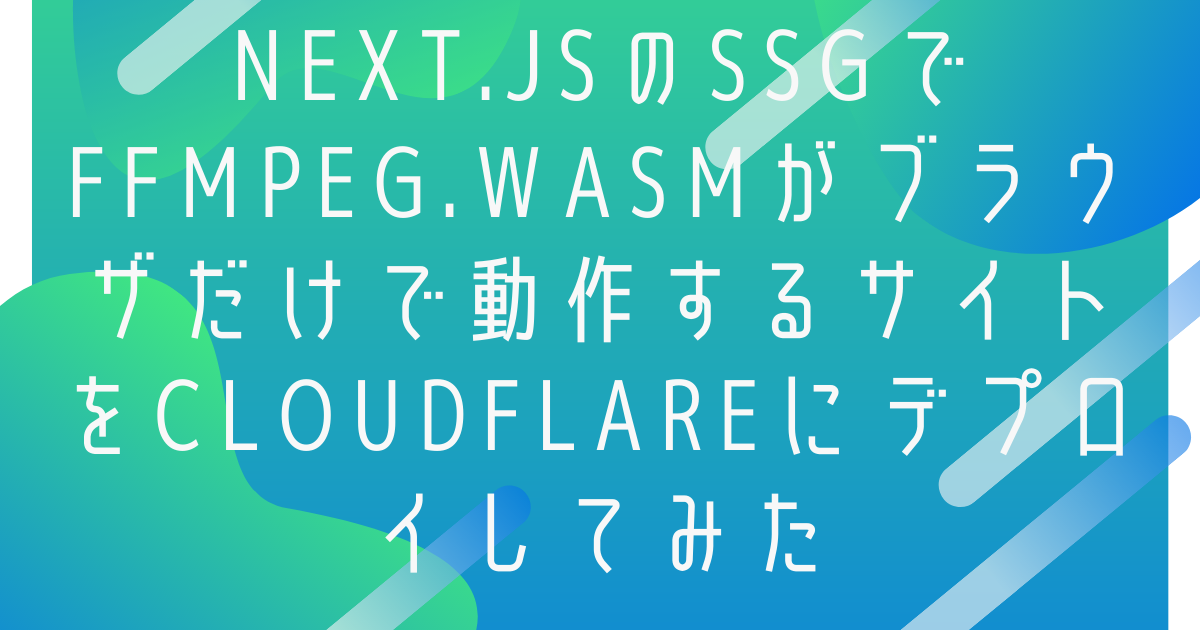 NEXT.JSのSSGで
FFMPEG.WASMがブラウ
ザだけで動作するサイト
をCLOUDFLAREにデプロ
イしてみた